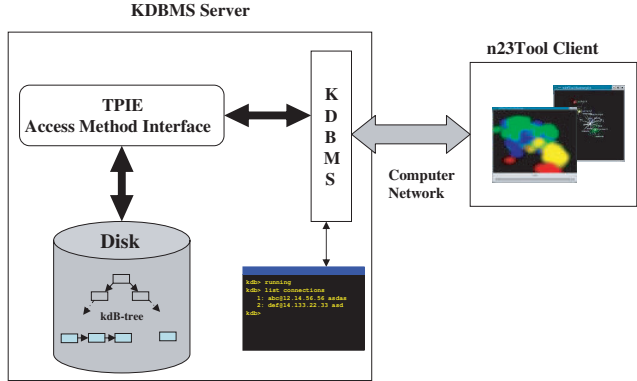 KDBMS Server
n23Tool Client
TPIE
Access Method Interface
K
D
B
M
S
Computer
Network
Disk
kdB-tree
kdb> running
kdb> list connections
1: abc@12.14.56.56 asdas
2: def@14.133.22.33 asd
kdb>